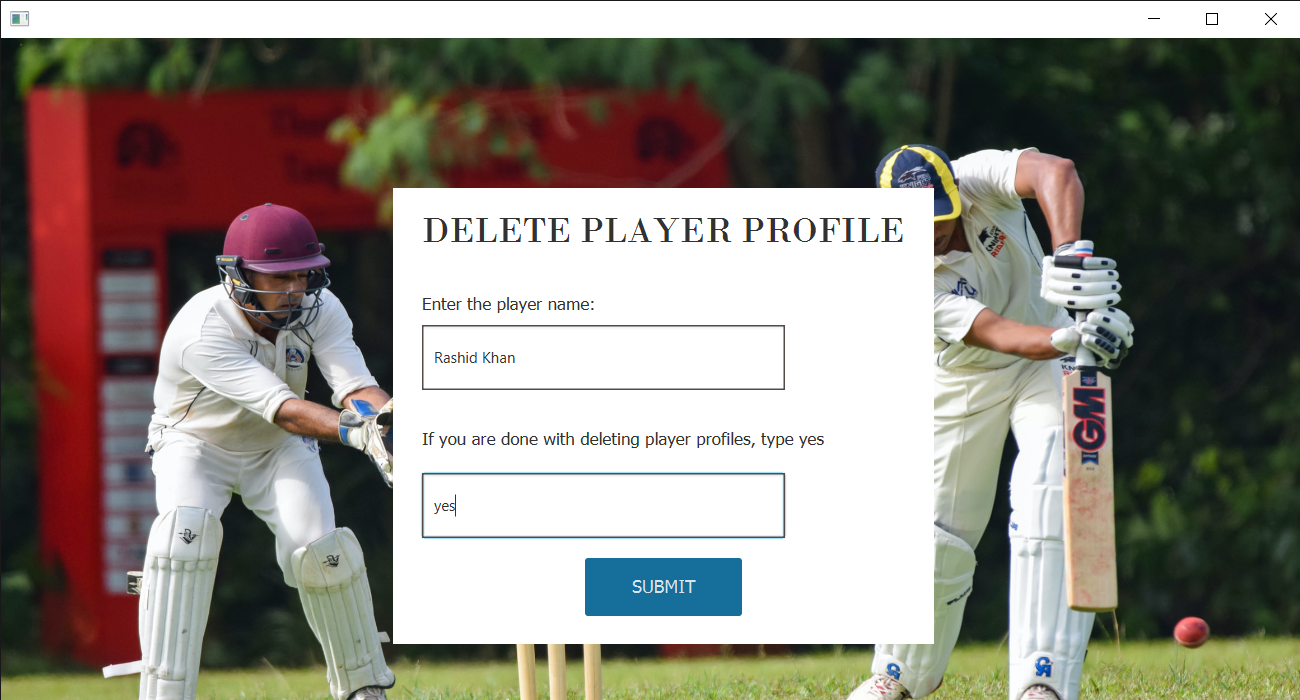 DELETE PLAYER PROFILE
Enter the player name:
Rashid Khan
If you are done with deleting player profiles, type yes
yes
SUBMIT
GM